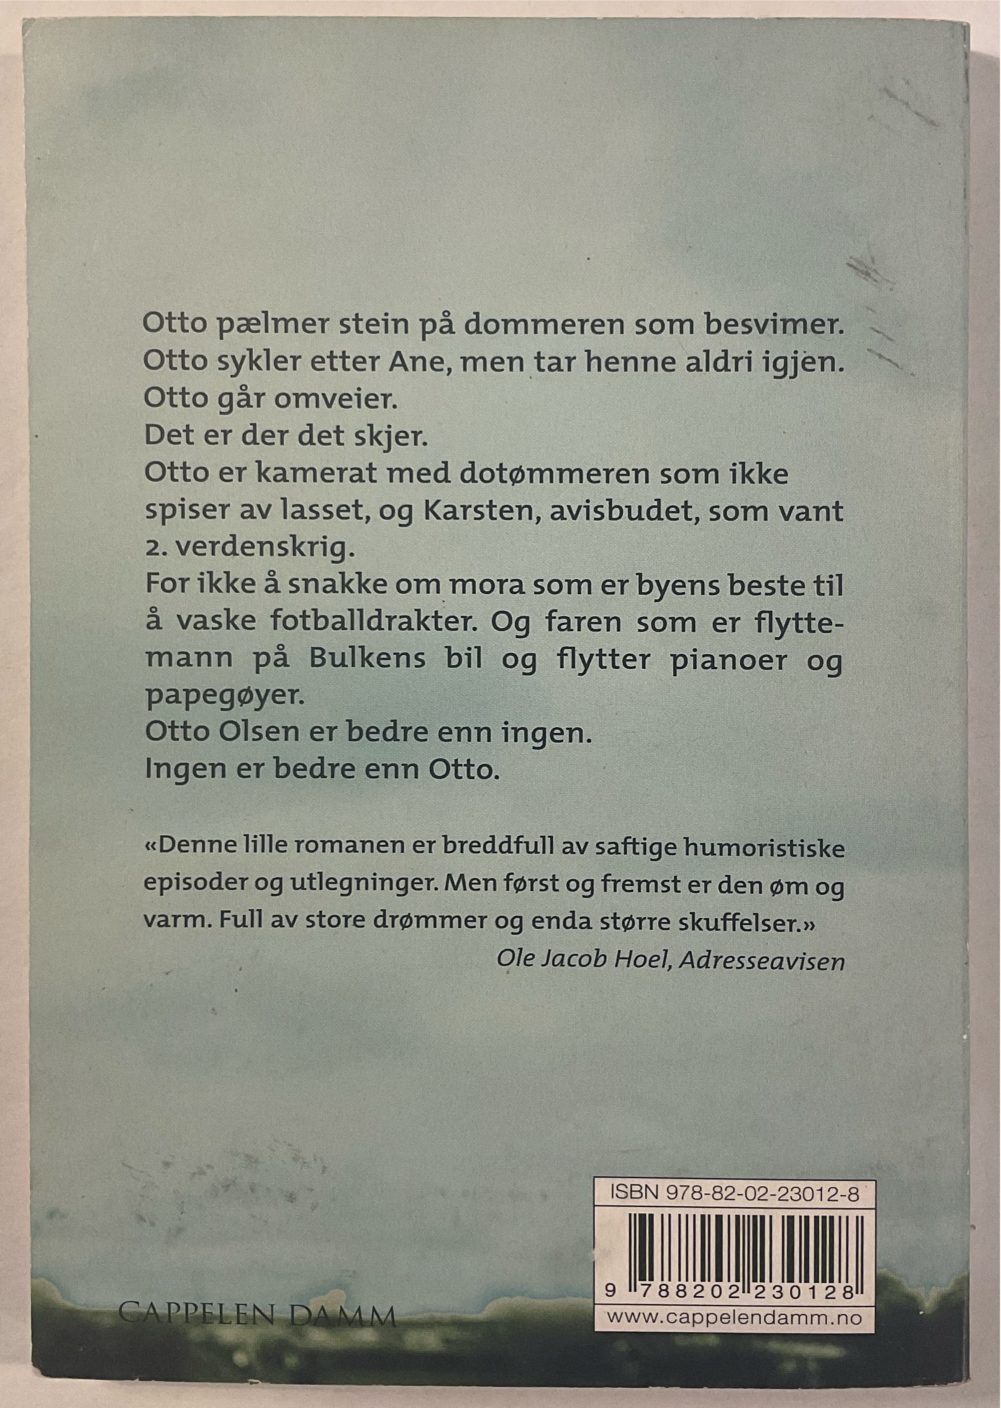 Otto pælmer stein på dommeren som besvimer.
Otto sykler etter Ane, men tar henne aldri igjen.
Otto går omveier.
Det er der det skjer.
Otto er kamerat med dotømmeren som ikke
spiser av lasset, og Karsten, avisbudet, som vant
2. verdenskrig.
For ikke å snakke om mora som er byens beste til
å vaske fotballdrakter. Og faren som er flytte-
mann på Bulkens bil og flytter pianoer og
papegøyer.
Otto Olsen er bedre enn ingen.
Ingen er bedre enn Otto.
«Denne lille romanen er breddfull av saftige humoristiske
episoder og utlegninger. Men først og fremst er den øm og
varm. Full av store drømmer og enda større skuffelser.»
Ole Jacob Hoel, Adresseavisen
ISBN 978-82-02-23012-8
9 788202 230128
www.cappelendamm.no
CAPPELEN DAMM